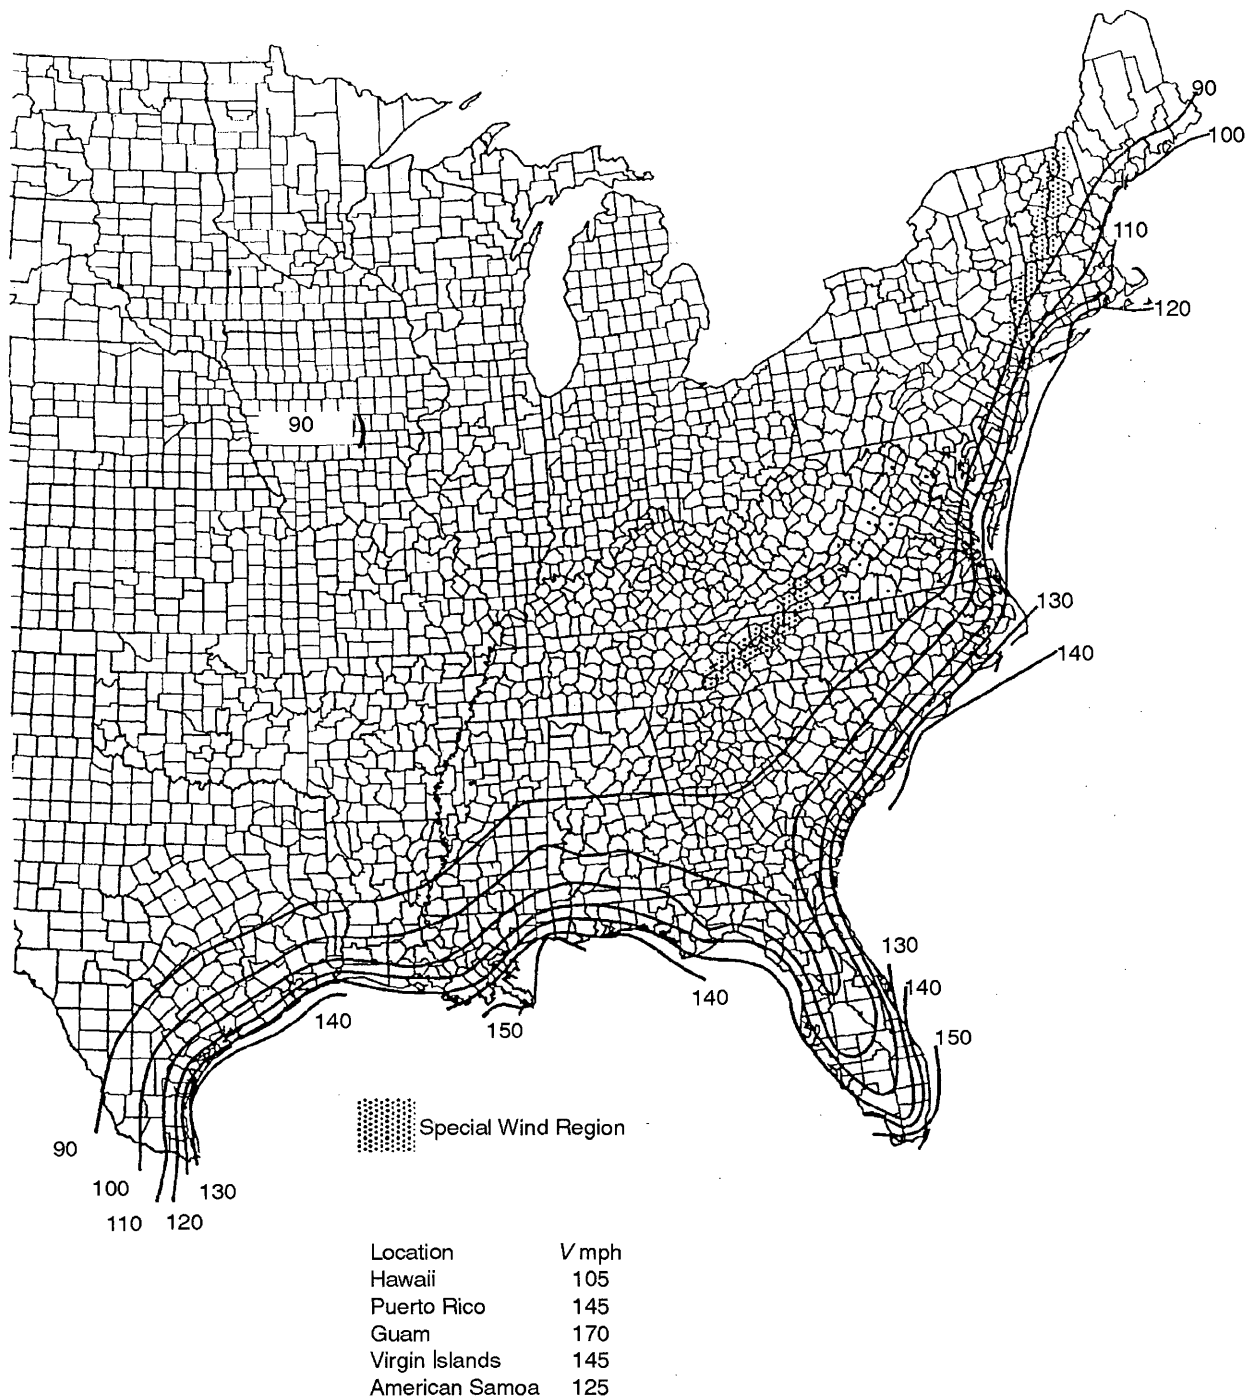 90
100
110
120
90
130
140
130
140
140
140
150
150
Special Wind Region
90
100
130
110
120
Location V mph
Hawaii 105
Puerto Rico 145
Guam 170
Virgin Islands 145
American Samoa 125